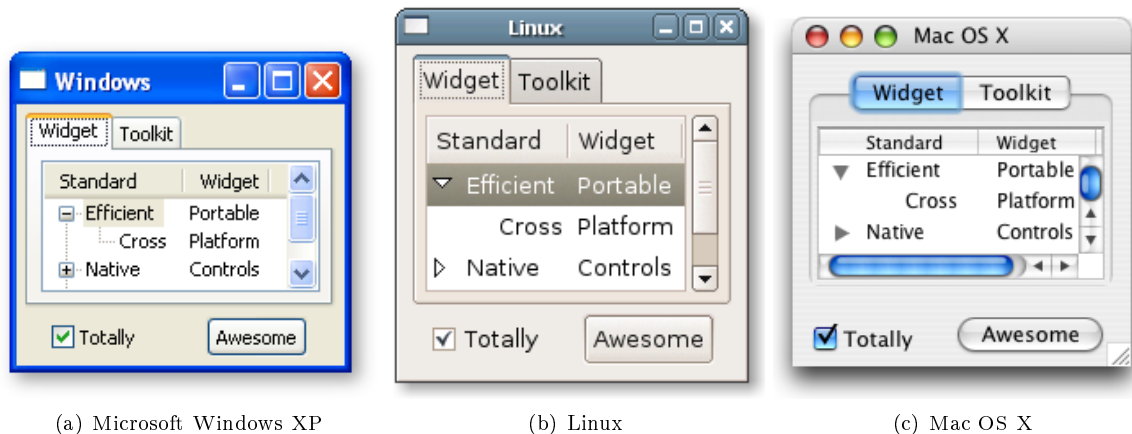 Windows
Widget Toolkit
Standard Widget
Efficient Portable
Cross Platform
Native Controls
Totally Awesome
(a) Microsoft Windows XP
Linux
Widget Toolkit
Standard Widget
Efficient Portable
Cross Platform
Native Controls
Totally Awesome
(b) Linux
Mac OS X
Widget Toolkit
Standard Widget
Efficient Portable
Cross Platform
Native Controls
Totally Awesome
(c) Mac OS X